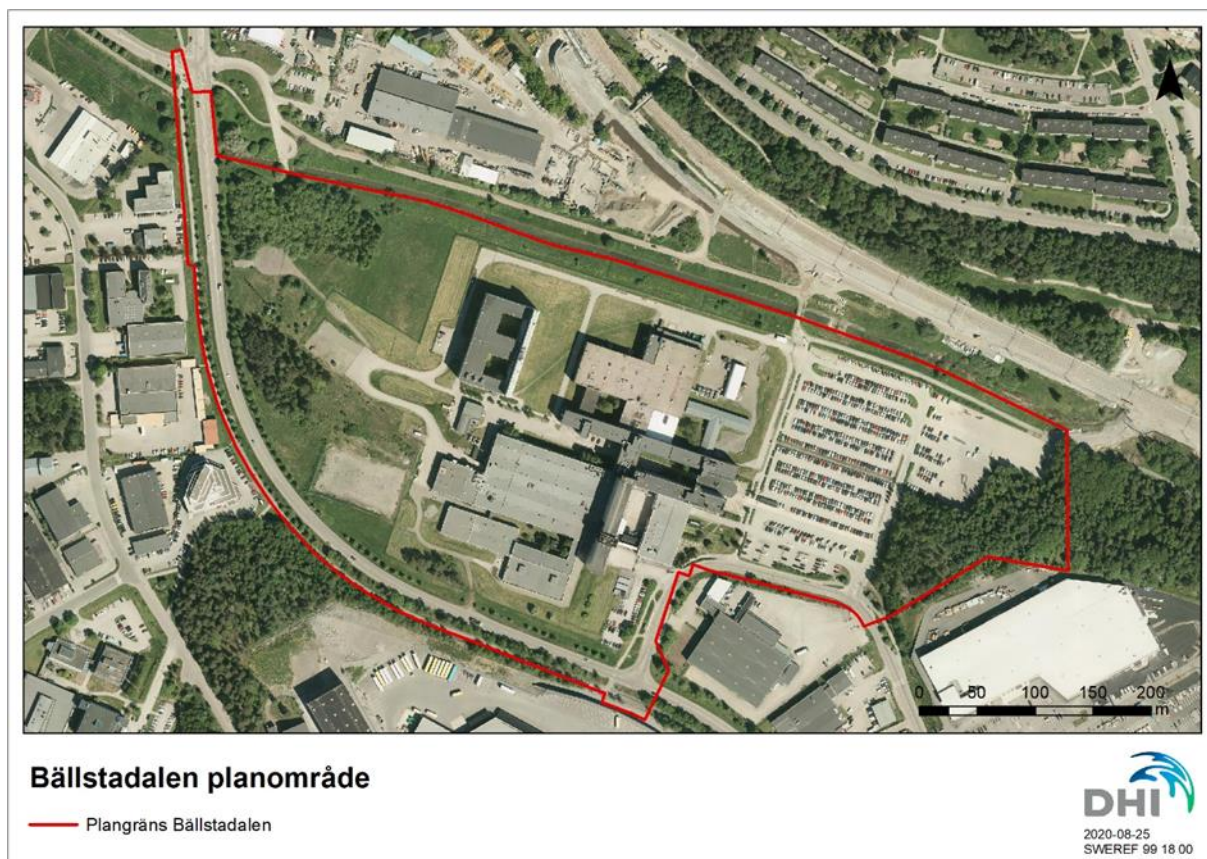 0 50 100 150 200
m
Bällstadalen planområde
Plangräns Bällstadalen
DHI
2020-08-25
SWEREF 99 18 00